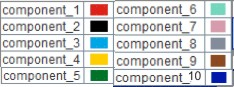 component_1 component_6
component_2 component_7
component_3 component_8
component_4 component_9
component_5 component_10